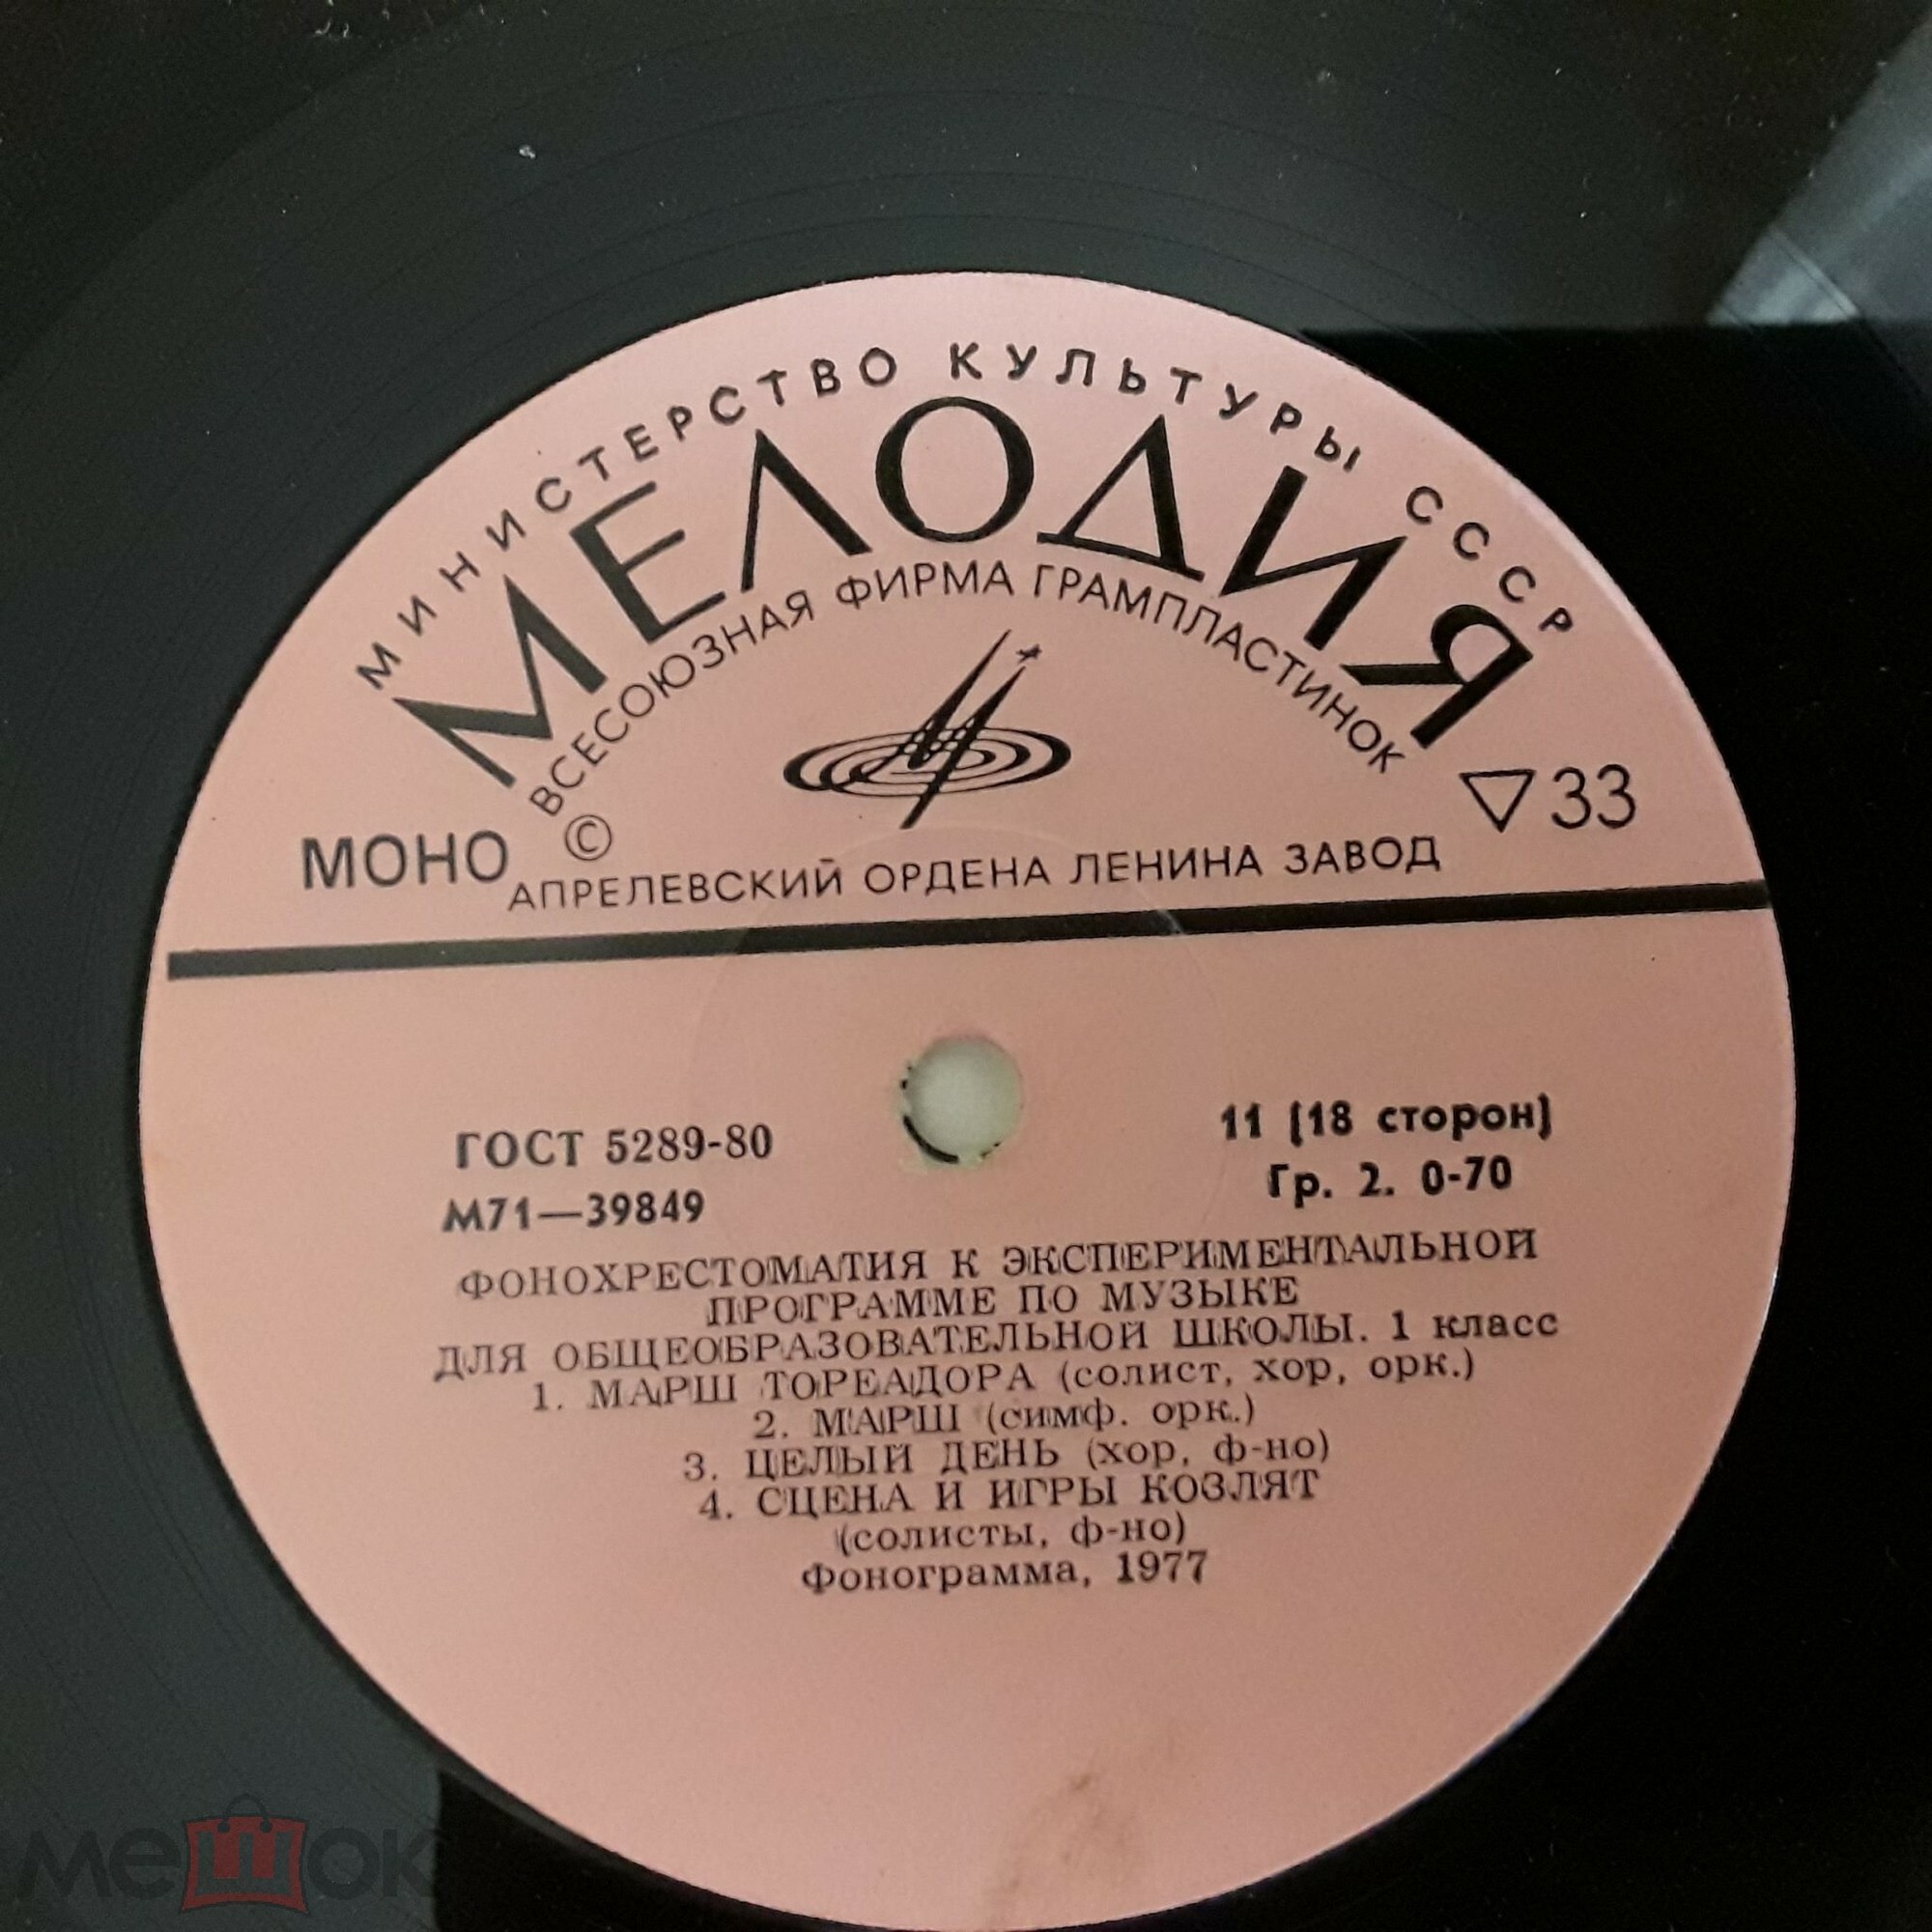 МИНИСТЕРСТВО КУЛЬТУРЫ СССР
МЕЛОДИЯ
ВСЕСОЮЗНАЯ ФИРМА ГРАМПЛАСТИНОК
▽33
МОНО
©
АПРЕЛЕВСКИЙ ОРДЕНА ЛЕНИНА ЗАВОД
ГОСТ 5289-80
11 (18 сторон)
М71—39849
Гр. 2. 0-70
ФОНОХРЕСТОМАТИЯ К ЭКСПЕРИМЕНТАЛЬНОЙ
ПРОГРАММЕ ПО МУЗЫКЕ
ДЛЯ ОБЩЕОБРАЗОВАТЕЛЬНОЙ ШКОЛЫ. 1 класс
1. МАРШ ТОРЕАДОРА (солист, хор, орк.)
2. МАРШ (симф. орк.)
3. ЦЕЛЫЙ ДЕНЬ (хор, ф-но)
4. СЦЕНА И ИГРЫ КОЗЛЯТ
(солисты, ф-но)
Фонограмма, 1977
мешок